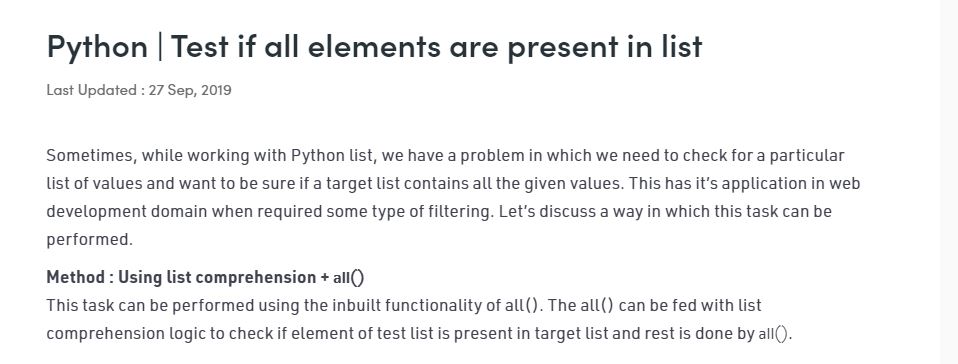 Python | Test if all elements are present in list
Last Updated : 27 Sep, 2019
Sometimes, while working with Python list, we have a problem in which we need to check for a particular
list of values and want to be sure if a target list contains all the given values. This has it's application in web
development domain when required some type of filtering. Let's discuss a way in which this task can be
performed.
Method : Using list comprehension + all()
This task can be performed using the inbuilt functionality of all(). The all() can be fed with list
comprehension logic to check if element of test list is present in target list and rest is done by all().